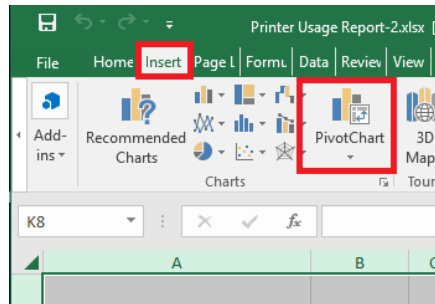 Printer Usage Report-2.xlsx [
File Home Insert Page L Formu Data Review View
Add-
ins
Recommended
Charts
PivotChart
3D
Map
Charts
Tour
K8
fx
A B C